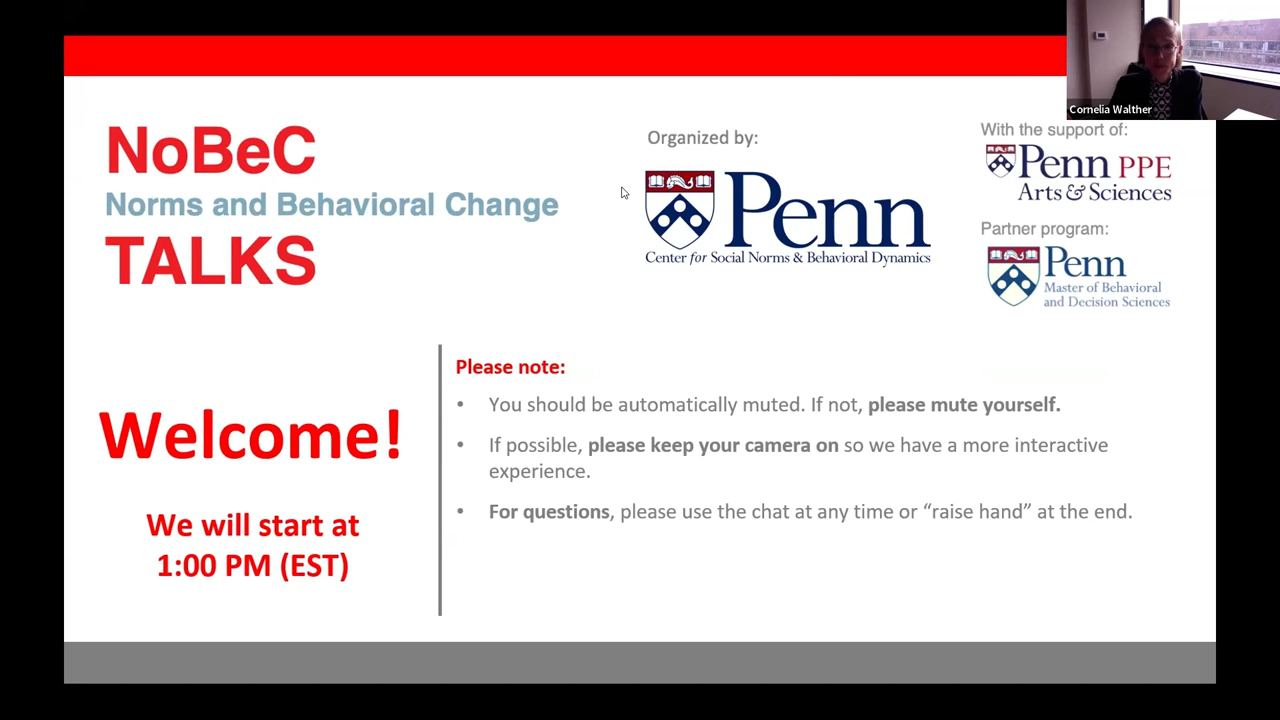 Cornelia Walther
NoBeC
Norms and Behavioral Change
TALKS
Organized by:
Penn
Center for Social Norms & Behavioral Dynamics
With the support of:
Penn PPE
Arts & Sciences
Partner program:
Penn
Master of Behavioral
and Decision Sciences
Welcome!
We will start at
1:00 PM (EST)
Please note:
• You should be automatically muted. If not, please mute yourself.
• If possible, please keep your camera on so we have a more interactive
experience.
• For questions, please use the chat at any time or “raise hand” at the end.